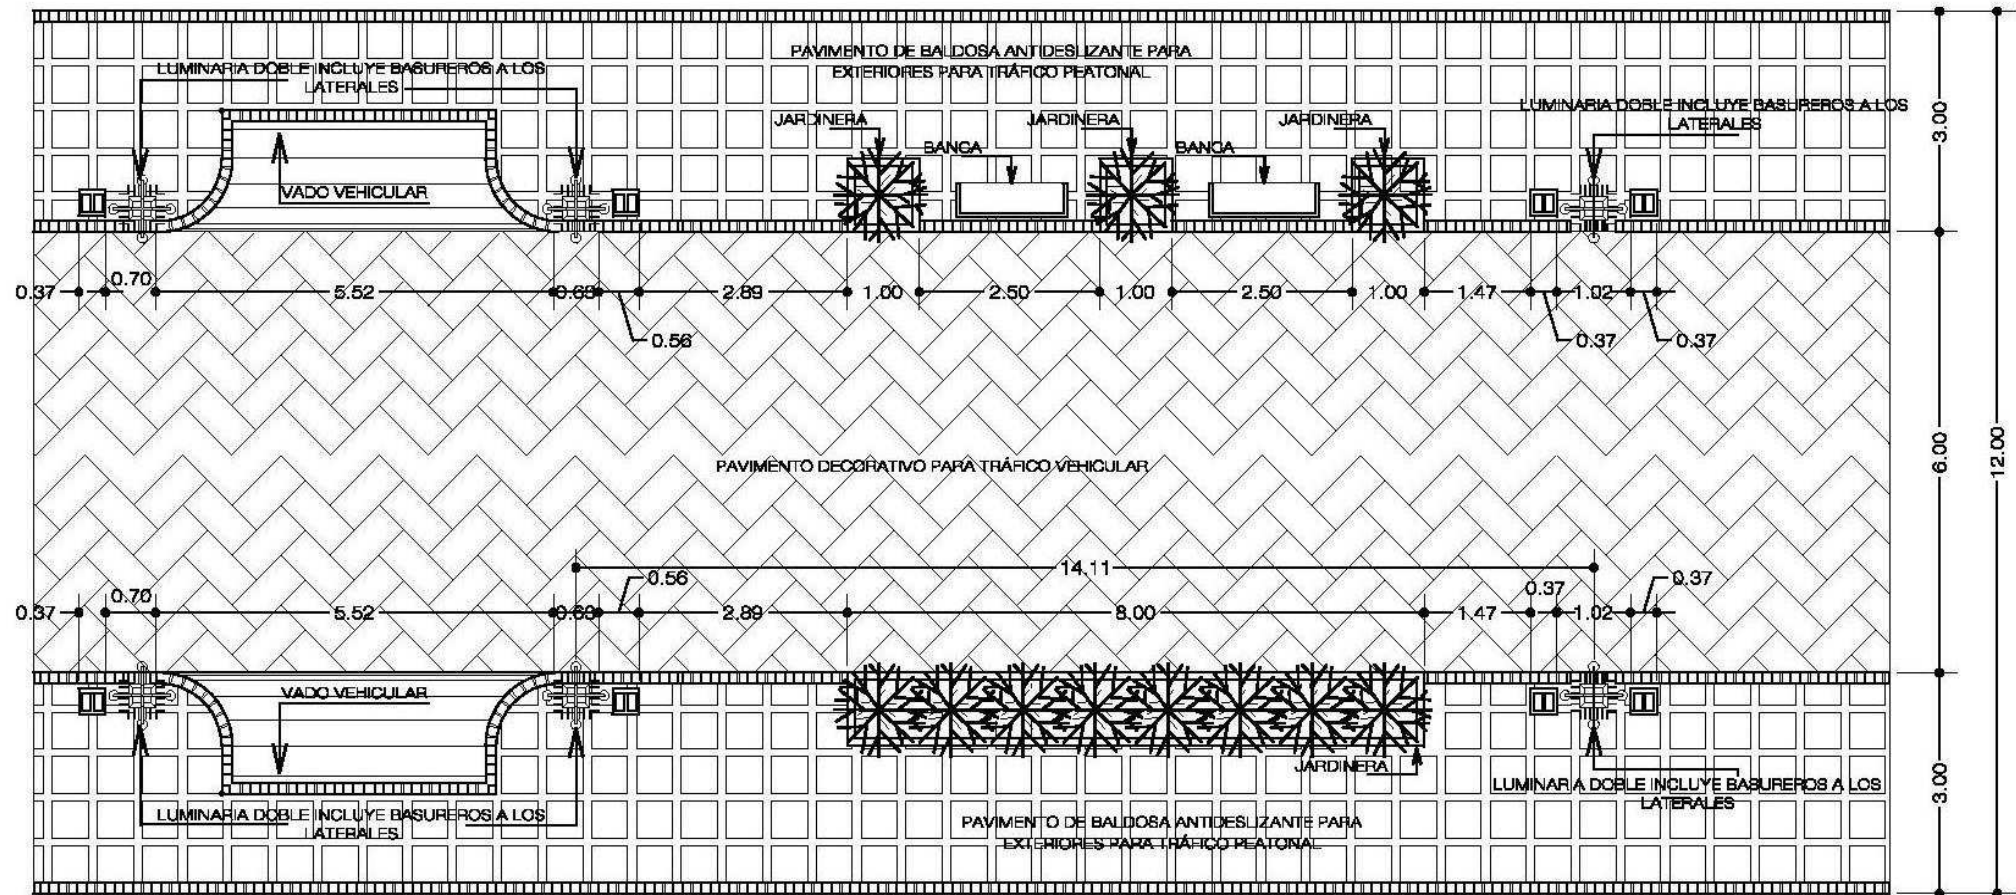 PAVIMENTO DE BALDOSA ANTIDESLIZANTE PARA
EXTERIORES PARA TRÁFICO PEATONAL
LUMINARIA DOBLE INCLUYE BASUREROS A LOS
LATERALES
LUMINARIA DOBLE INCLUYE BASUREROS A LOS
LATERALES
JARDINERA
JARDINERA
JARDINERA
BANCA
BANCA
VADO VEHICULAR
3.00
0.37
0.70
5.52
0.63
0.56
2.89
1.00
2.50
1.00
2.50
1.00
1.47
0.37
1.02
0.37
PAVIMENTO DECORATIVO PARA TRÁFICO VEHICULAR
6.00
12.00
14.11
0.37
0.70
5.52
0.63
0.56
2.89
8.00
1.47
0.37
1.02
0.37
VADO VEHICULAR
JARDINERA
LUMINARIA DOBLE INCLUYE BASUREROS A LOS
LATERALES
LUMINARIA DOBLE INCLUYE BASUREROS A LOS
LATERALES
PAVIMENTO DE BALDOSA ANTIDESLIZANTE PARA
EXTERIORES PARA TRÁFICO PEATONAL
3.00